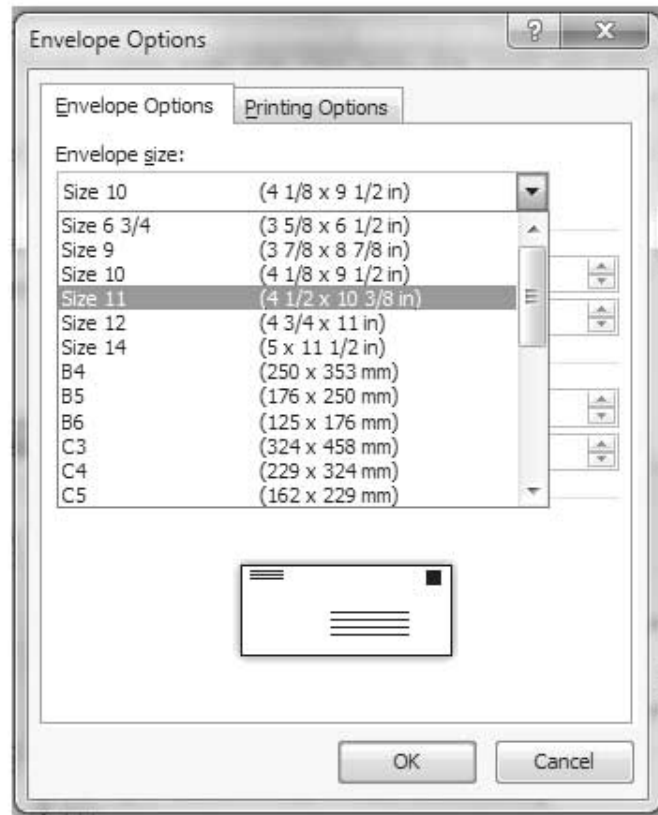 Envelope Options
Envelope Options Printing Options
Envelope size:
Size 10 (4 1/8 x 9 1/2 in)
Size 6 3/4 (3 5/8 x 6 1/2 in)
Size 9 (3 7/8 x 8 7/8 in)
Size 10 (4 1/8 x 9 1/2 in)
Size 11 (4 1/2 x 10 3/8 in)
Size 12 (4 3/4 x 11 in)
Size 14 (5 x 11 1/2 in)
B4 (250 x 353 mm)
B5 (176 x 250 mm)
B6 (125 x 176 mm)
C3 (324 x 458 mm)
C4 (229 x 324 mm)
C5 (162 x 229 mm)
OK Cancel